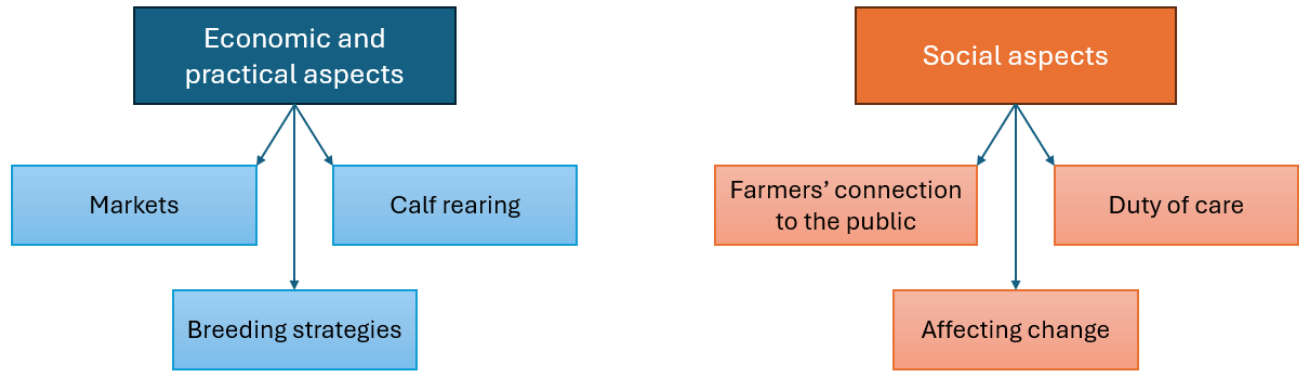 Economic and
practical aspects
Markets
Calf rearing
Breeding strategies
Social aspects
Farmers’ connection
to the public
Duty of care
Affecting change